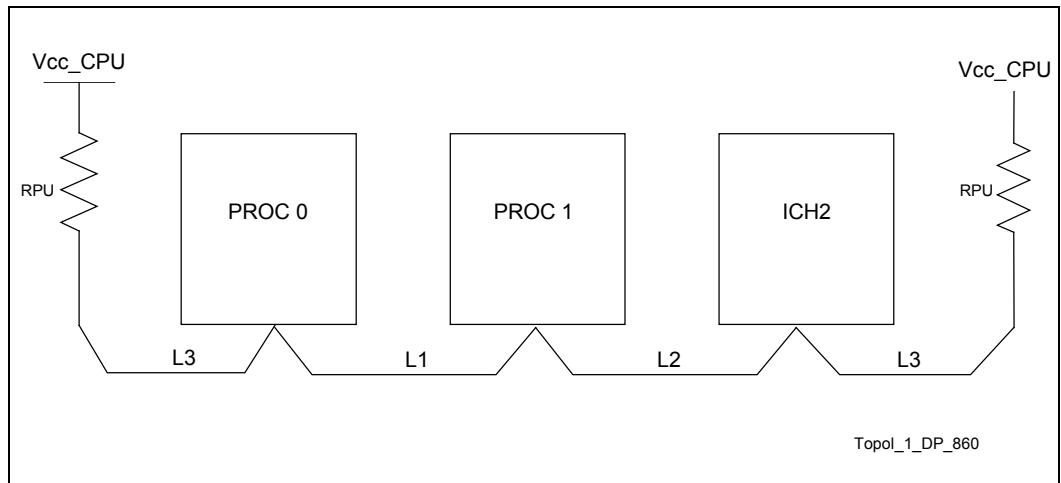 Vcc_CPU
Vcc_CPU
RPU
PROC 0
PROC 1
ICH2
RPU
L3
L1
L2
L3
Topol_1_DP_860